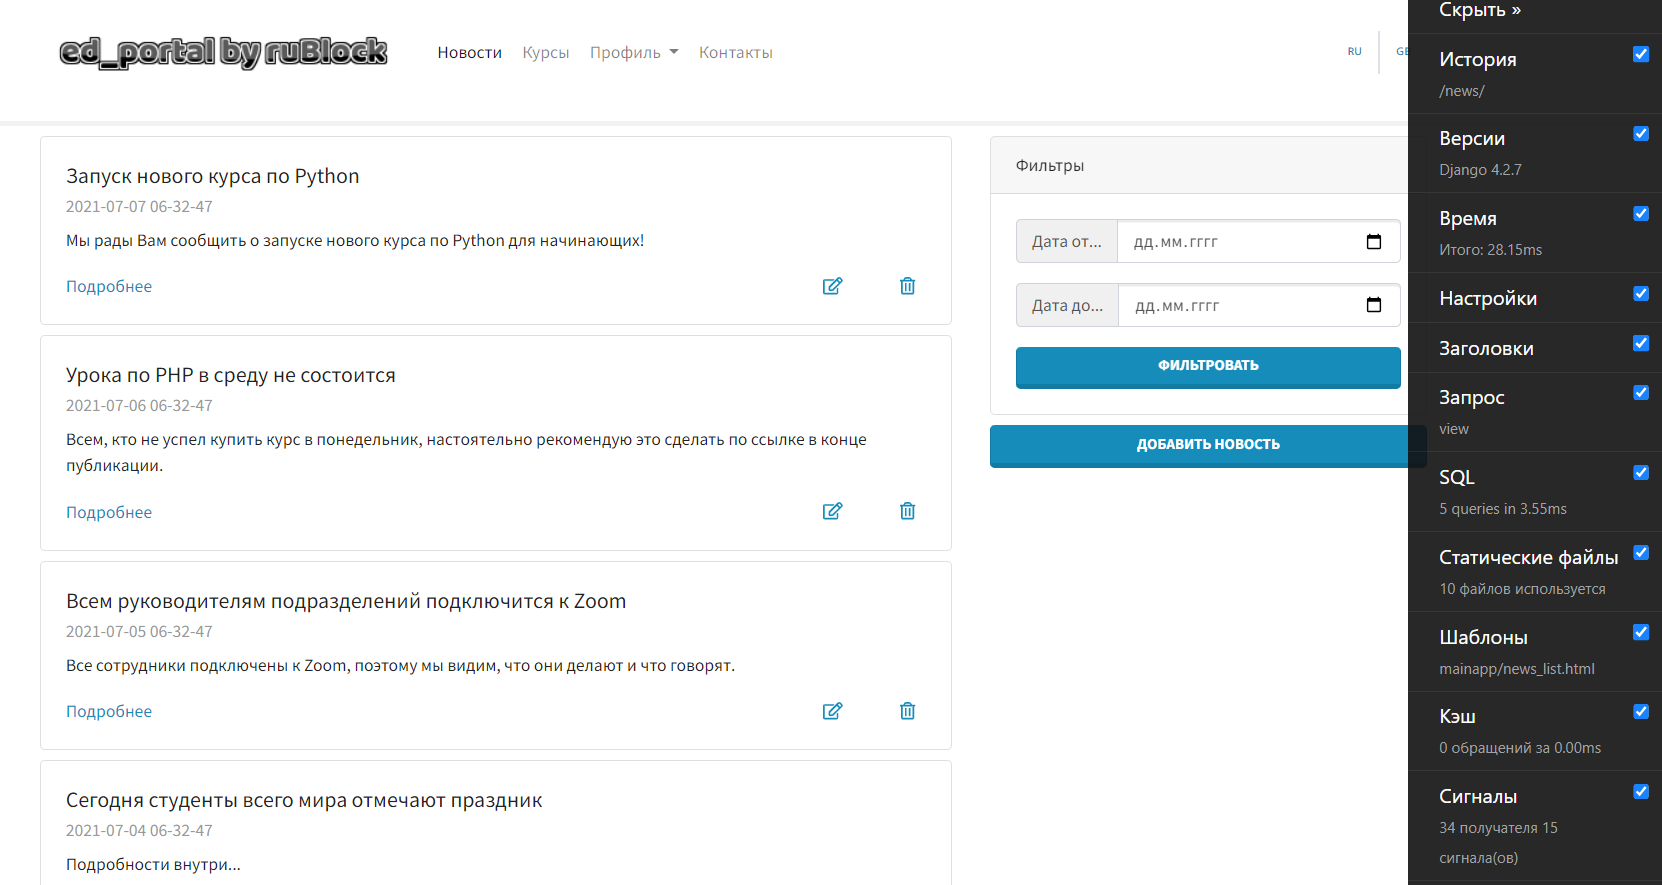 ed_portal by ruBlock
Новости
Курсы
Профиль
Контакты
RU
GE
Запуск нового курса по Python
2021-07-07 06-32-47
Мы рады Вам сообщить о запуске нового курса по Python для начинающих!
Подробнее
Урока по PHP в среду не состоится
2021-07-06 06-32-47
Всем, кто не успел купить курс в понедельник, настоятельно рекомендую это сделать по ссылке в конце
публикации.
Подробнее
Всем руководителям подразделений подключится к Zoom
2021-07-05 06-32-47
Все сотрудники подключены к Zoom, поэтому мы видим, что они делают и что говорят.
Подробнее
Сегодня студенты всего мира отмечают праздник
2021-07-04 06-32-47
Подробности внутри...
Фильтры
Дата от...
дд.мм.гггг
Дата до...
дд.мм.гггг
ФИЛЬТРОВАТЬ
ДОБАВИТЬ НОВОСТЬ
Скрыть »
История
/news/
Версии
Django 4.2.7
Время
Итого: 28.15ms
Настройки
Заголовки
Запрос
view
SQL
5 queries in 3.55ms
Статические файлы
10 файлов используется
Шаблоны
mainapp/news_list.html
Кэш
0 обращений за 0.00ms
Сигналы
34 получателя 15
сигнала(ов)